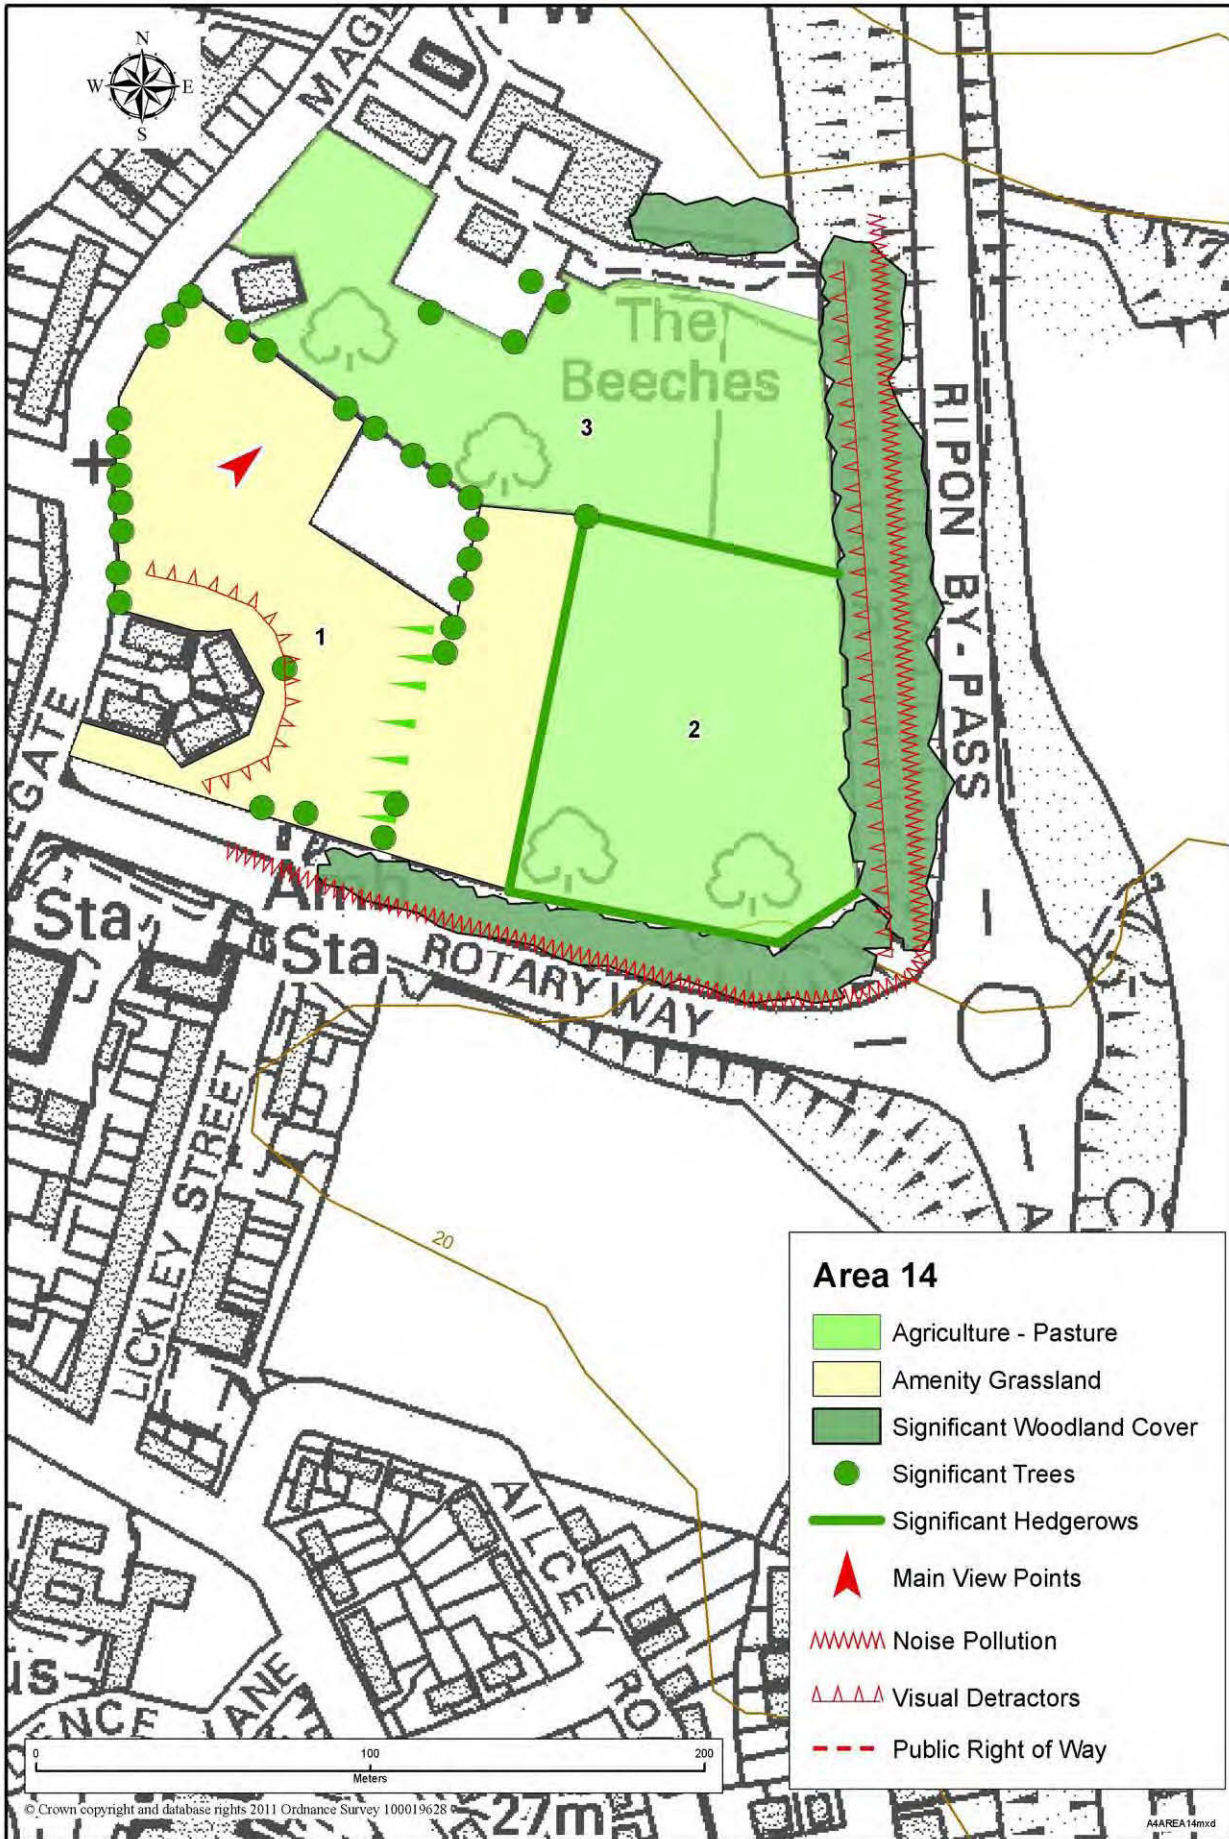 N
W E
S
MAG
The
Beeches
3
RIPON BY-PASS
1
2
GATE
Sta
Amb
Sta
ROTARY WAY
LICKLEY STREET
20
AILCEY RO
LANE
27m
Area 14
Agriculture - Pasture
Amenity Grassland
Significant Woodland Cover
Significant Trees
Significant Hedgerows
Main View Points
Noise Pollution
Visual Detractors
Public Right of Way
0 100 200
Meters
© Crown copyright and database rights 2011 Ordnance Survey 100019628
A4AREA14mxd